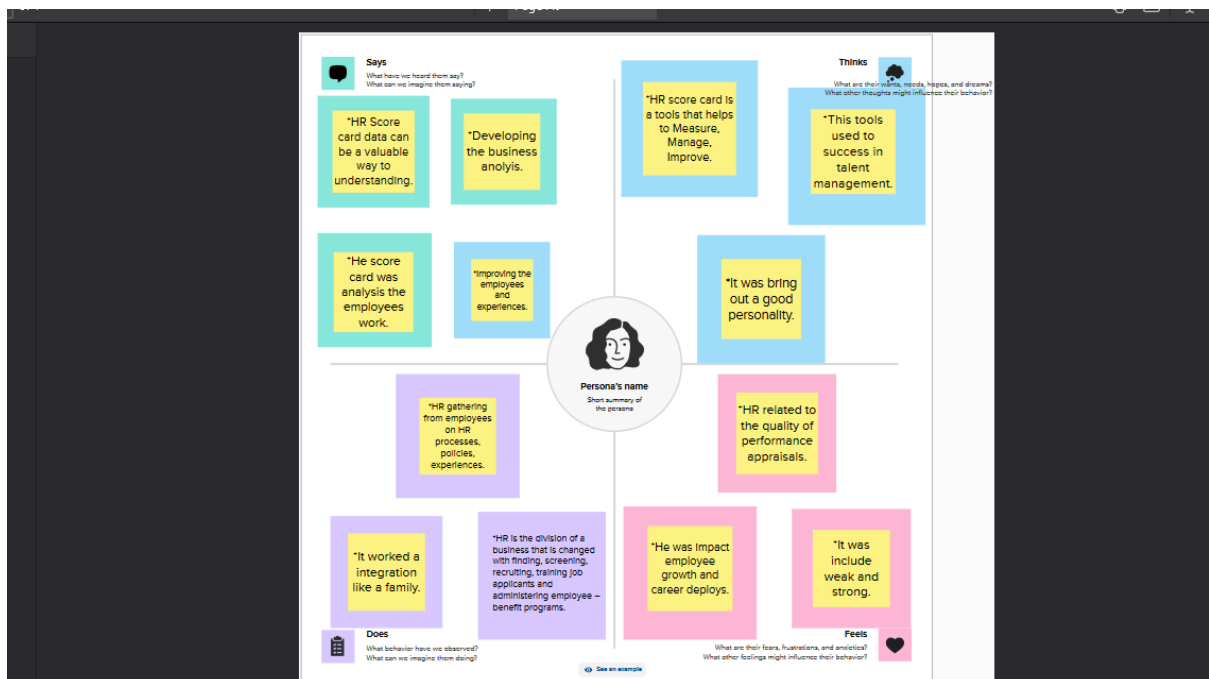 Says
What have we heard them say?
What can we imagine them saying?
*HR Score
card data can
be a valuable
way to
understanding.
*Developing
the business
anolyis.
*He score
card was
analysis the
employees
work.
*Improving the
employees
and
experiences.
Thinks
What are their wants, needs, hopes, and dreams?
What other thoughts might influence their behavior?
*HR score card is
a tools that helps
to Measure,
Manage,
Improve.
*This tools
used to
success in
talent
management.
*It was bring
out a good
personality.
Persona's name
Short summary of
the persona
*HR gathering
from employees
on HR
processes,
policies,
experiences.
*It worked a
integration
like a family.
*HR is the division of a
business that is changed
with finding, screening,
recruiting, training job
applicants and
administering employee –
benefit programs.
Does
What behavior have we observed?
What can we imagine them doing?
*HR related to
the quality of
performance
appraisals.
*He was impact
employee
growth and
career deploys.
*It was
include
weak and
strong.
Feels
What are their fears, frustrations, and anxieties?
What other feelings might influence their behavior?
See an example